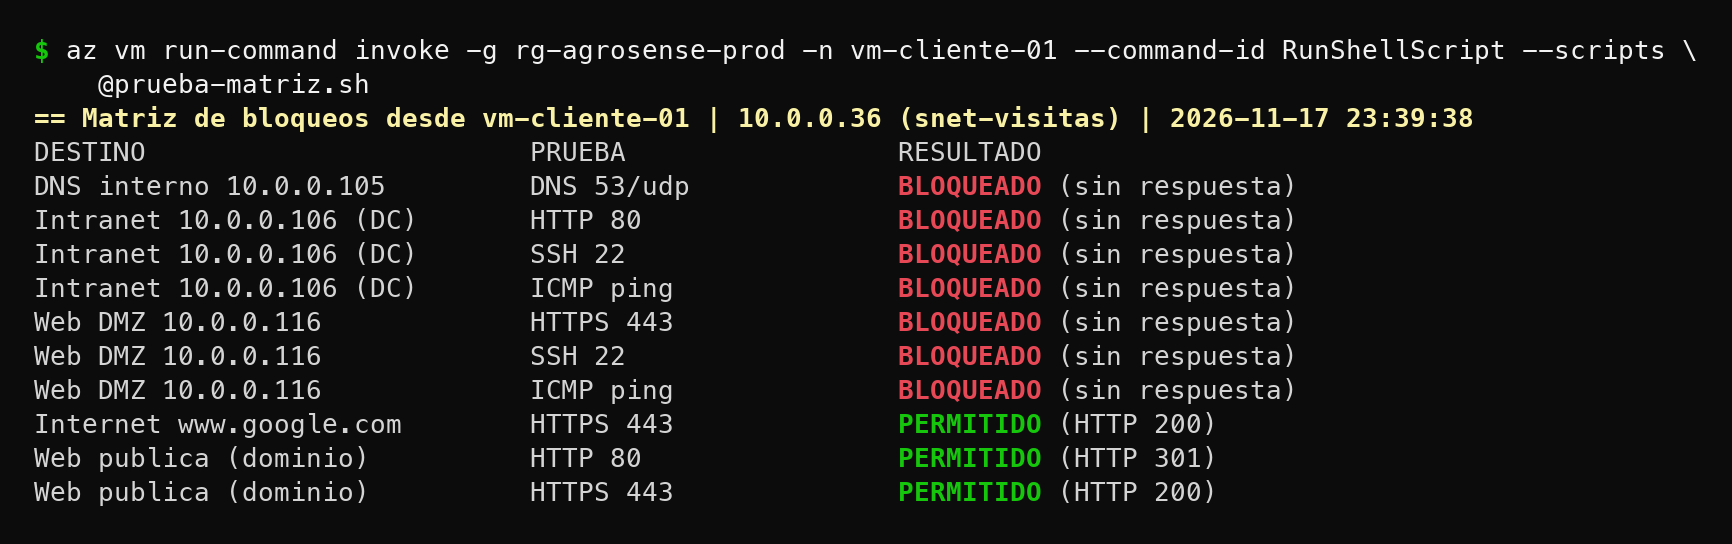 $ az vm run-command invoke -g rg-agrosense-prod -n vm-cliente-01 --command-id RunShellScript --scripts \
    @prueba-matriz.sh
== Matriz de bloqueos desde vm-cliente-01 | 10.0.0.36 (snet-visitas) | 2026-11-17 23:39:38
DESTINO                        PRUEBA                 RESULTADO
DNS interno 10.0.0.105         DNS 53/udp             BLOQUEADO (sin respuesta)
Intranet 10.0.0.106 (DC)       HTTP 80                BLOQUEADO (sin respuesta)
Intranet 10.0.0.106 (DC)       SSH 22                 BLOQUEADO (sin respuesta)
Intranet 10.0.0.106 (DC)       ICMP ping              BLOQUEADO (sin respuesta)
Web DMZ 10.0.0.116             HTTPS 443              BLOQUEADO (sin respuesta)
Web DMZ 10.0.0.116             SSH 22                 BLOQUEADO (sin respuesta)
Web DMZ 10.0.0.116             ICMP ping              BLOQUEADO (sin respuesta)
Internet www.google.com        HTTPS 443              PERMITIDO (HTTP 200)
Web publica (dominio)          HTTP 80                PERMITIDO (HTTP 301)
Web publica (dominio)          HTTPS 443              PERMITIDO (HTTP 200)